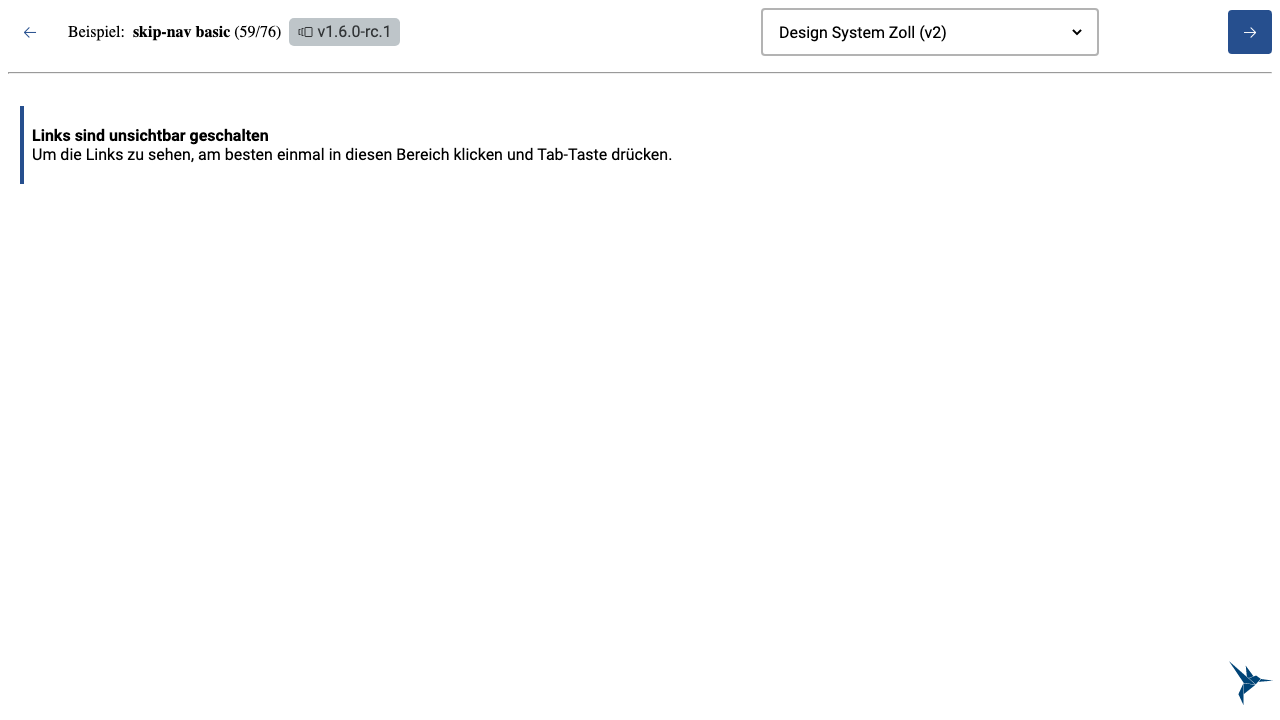 Beispiel: skip-nav basic (59/76) v1.6.0-rc.1
Design System Zoll (v2)
Links sind unsichtbar geschalten
Um die Links zu sehen, am besten einmal in diesen Bereich klicken und Tab-Taste drücken.